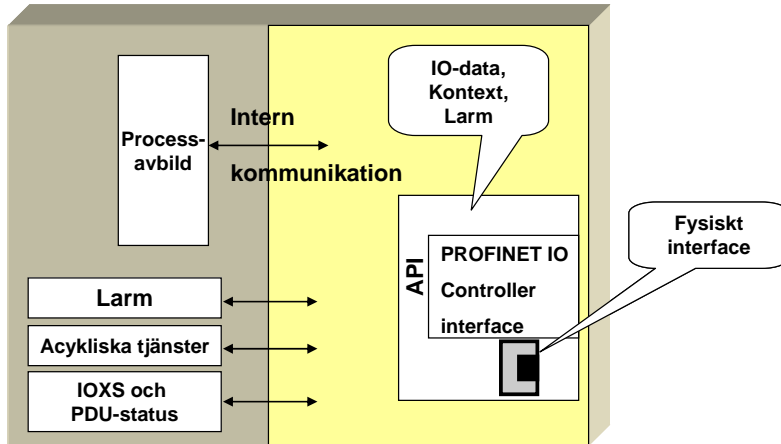 IO-data,
Kontext,
Larm
Intern
Process-
avbild
kommunikation
Fysiskt
interface
API
PROFINET IO
Controller
interface
Larm
Acykliska tjänster
IOXS och
PDU-status